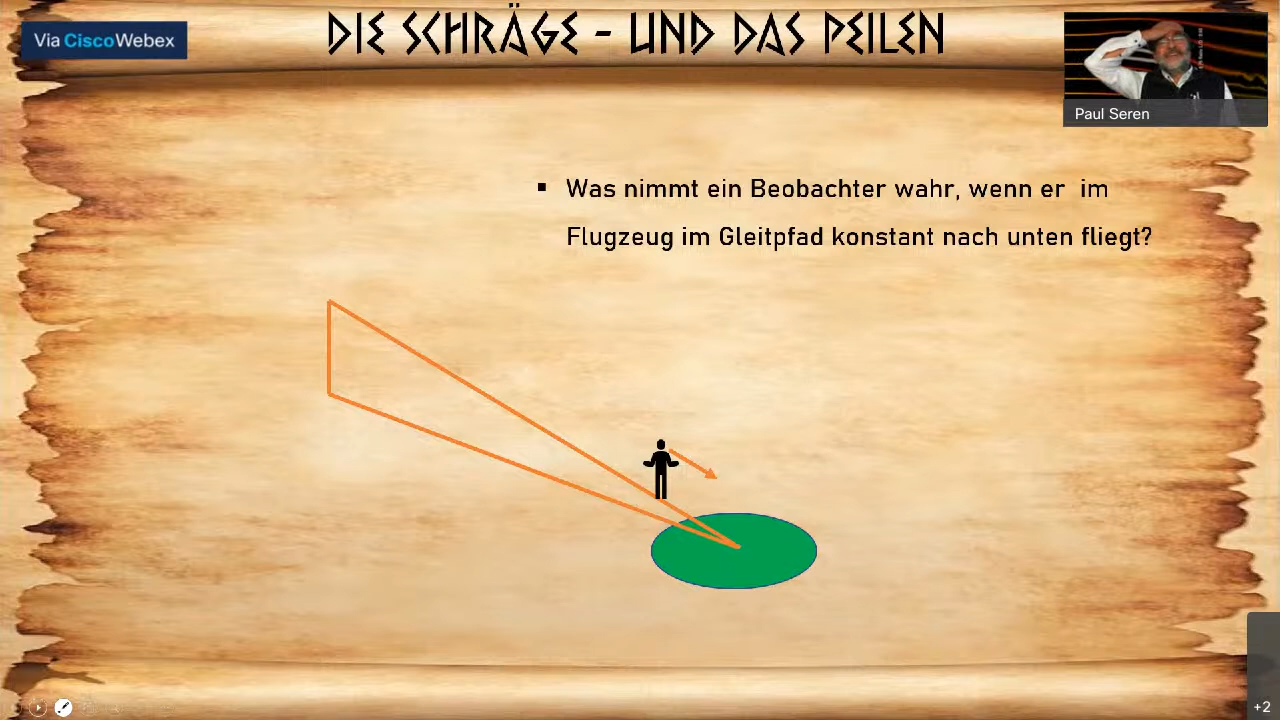 Via CiscoWebex
DIE SCHRÄGE - UND DAS PEILEN
Paul Seren
▪ Was nimmt ein Beobachter wahr, wenn er im
Flugzeug im Gleitpfad konstant nach unten fliegt?
+2